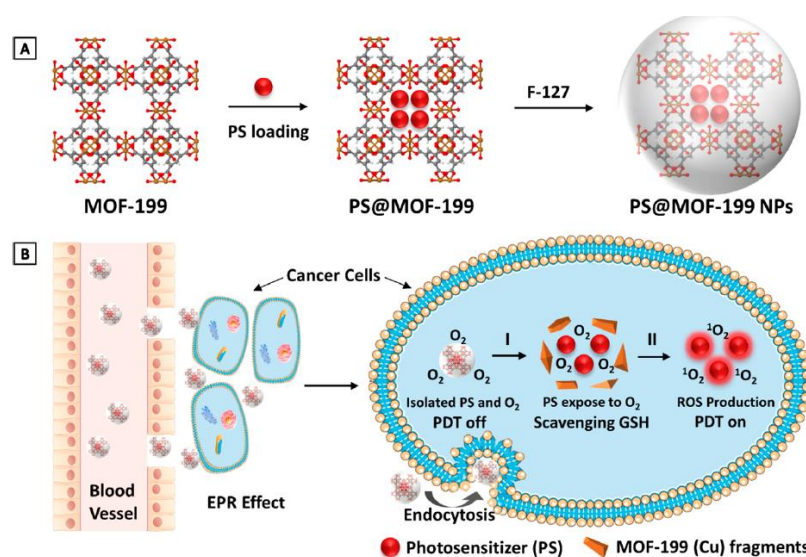 A
PS loading
F-127
MOF-199
PS@MOF-199
PS@MOF-199 NPs
B
Cancer Cells
O2
O2
O2
I
O2
O2
O2
II
1O2
1O2
1O2
Isolated PS and O2
PDT off
PS expose to O2
Scavenging GSH
ROS Production
PDT on
Blood
Vessel
EPR Effect
Endocytosis
Photosensitizer (PS)
MOF-199 (Cu) fragments